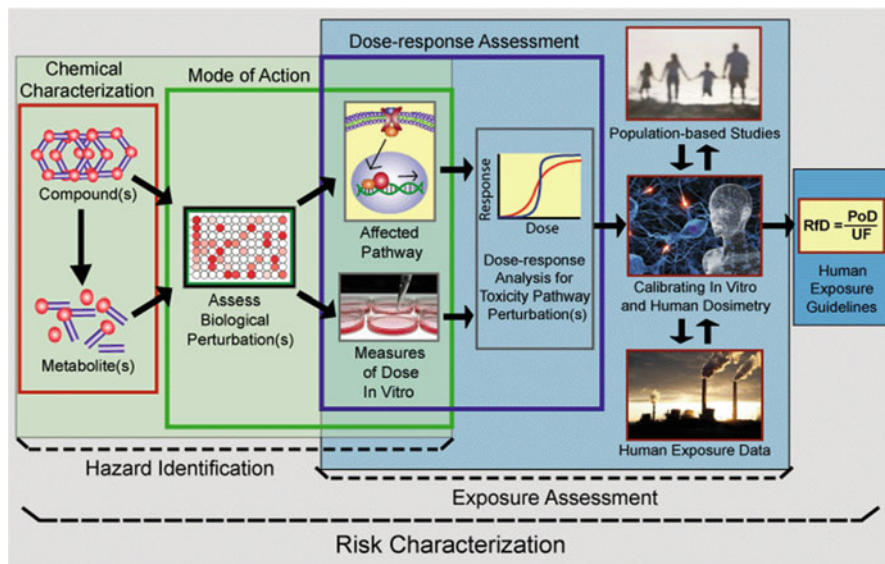 Dose-response Assessment
Chemical
Characterization
Mode of Action
Compound(s)
Metabolite(s)
Assess
Biological
Perturbation(s)
Affected
Pathway
Measures
of Dose
In Vitro
Response
Dose
Dose-response
Analysis for
Toxicity Pathway
Perturbation(s)
Population-based Studies
Calibrating In Vitro
and Human Dosimetry
Human Exposure Data
RfD = PoD
UF
Human
Exposure
Guidelines
Hazard Identification
Exposure Assessment
Risk Characterization